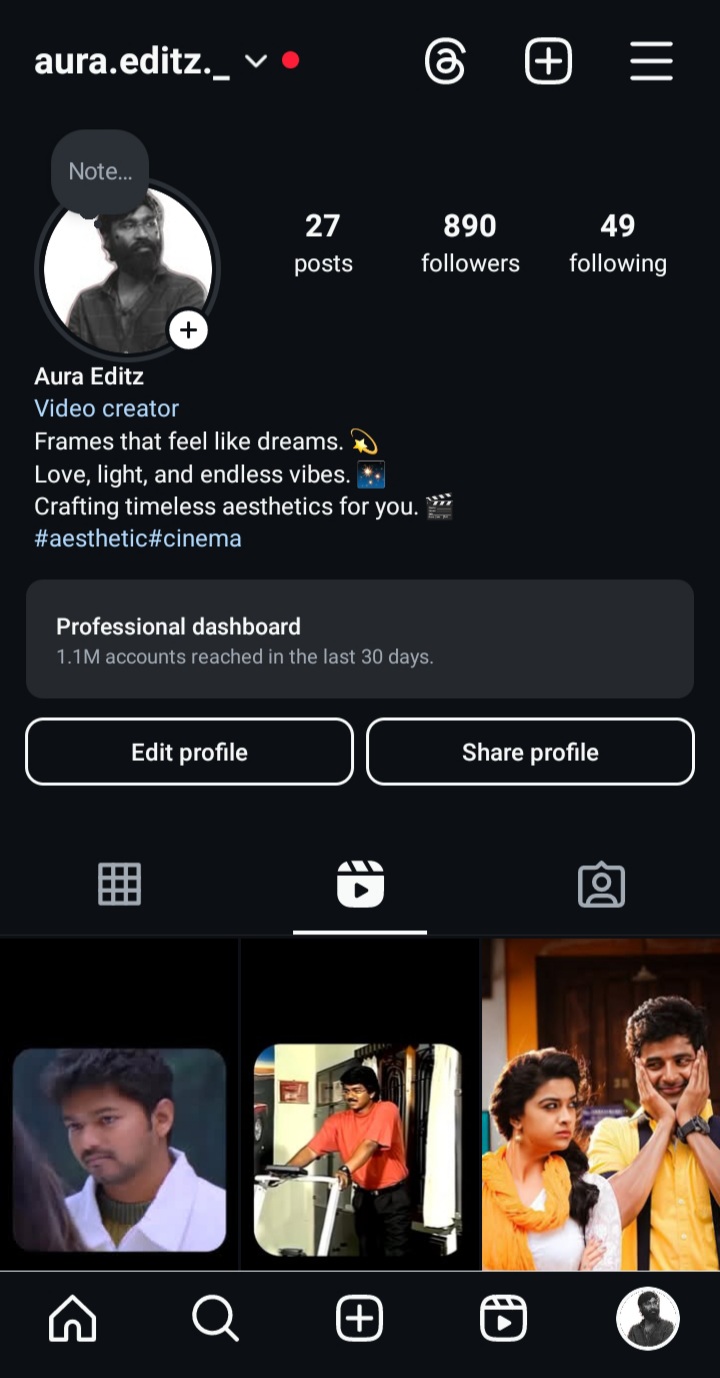 aura.editz._
Note...
27 890 49
posts followers following
Aura Editz
Video creator
Frames that feel like dreams. 💫
Love, light, and endless vibes. 🎇
Crafting timeless aesthetics for you. 🎬
#aesthetic#cinema
Professional dashboard
1.1M accounts reached in the last 30 days.
Edit profile Share profile